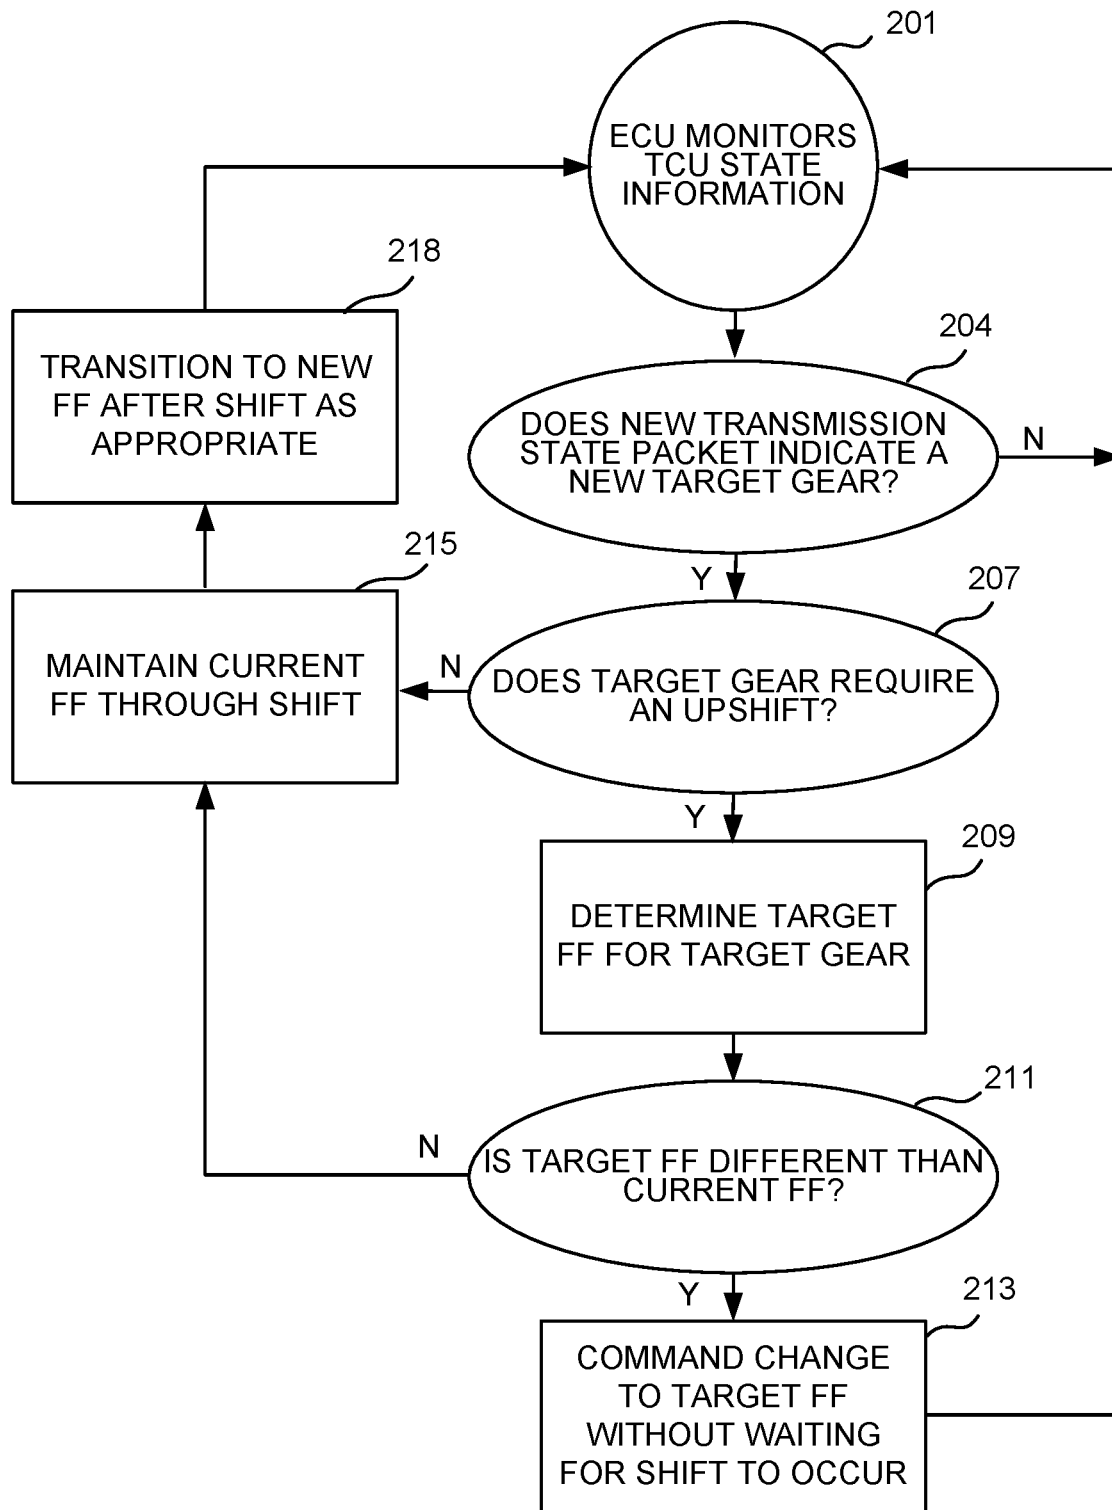 201
ECU MONITORS
TCU STATE
INFORMATION
218
TRANSITION TO NEW
FF AFTER SHIFT AS
APPROPRIATE
204
DOES NEW TRANSMISSION
STATE PACKET INDICATE A
NEW TARGET GEAR?
N
Y
215
MAINTAIN CURRENT
FF THROUGH SHIFT
207
N
DOES TARGET GEAR REQUIRE
AN UPSHIFT?
Y
209
DETERMINE TARGET
FF FOR TARGET GEAR
211
N
IS TARGET FF DIFFERENT THAN
CURRENT FF?
Y
213
COMMAND CHANGE
TO TARGET FF
WITHOUT WAITING
FOR SHIFT TO OCCUR